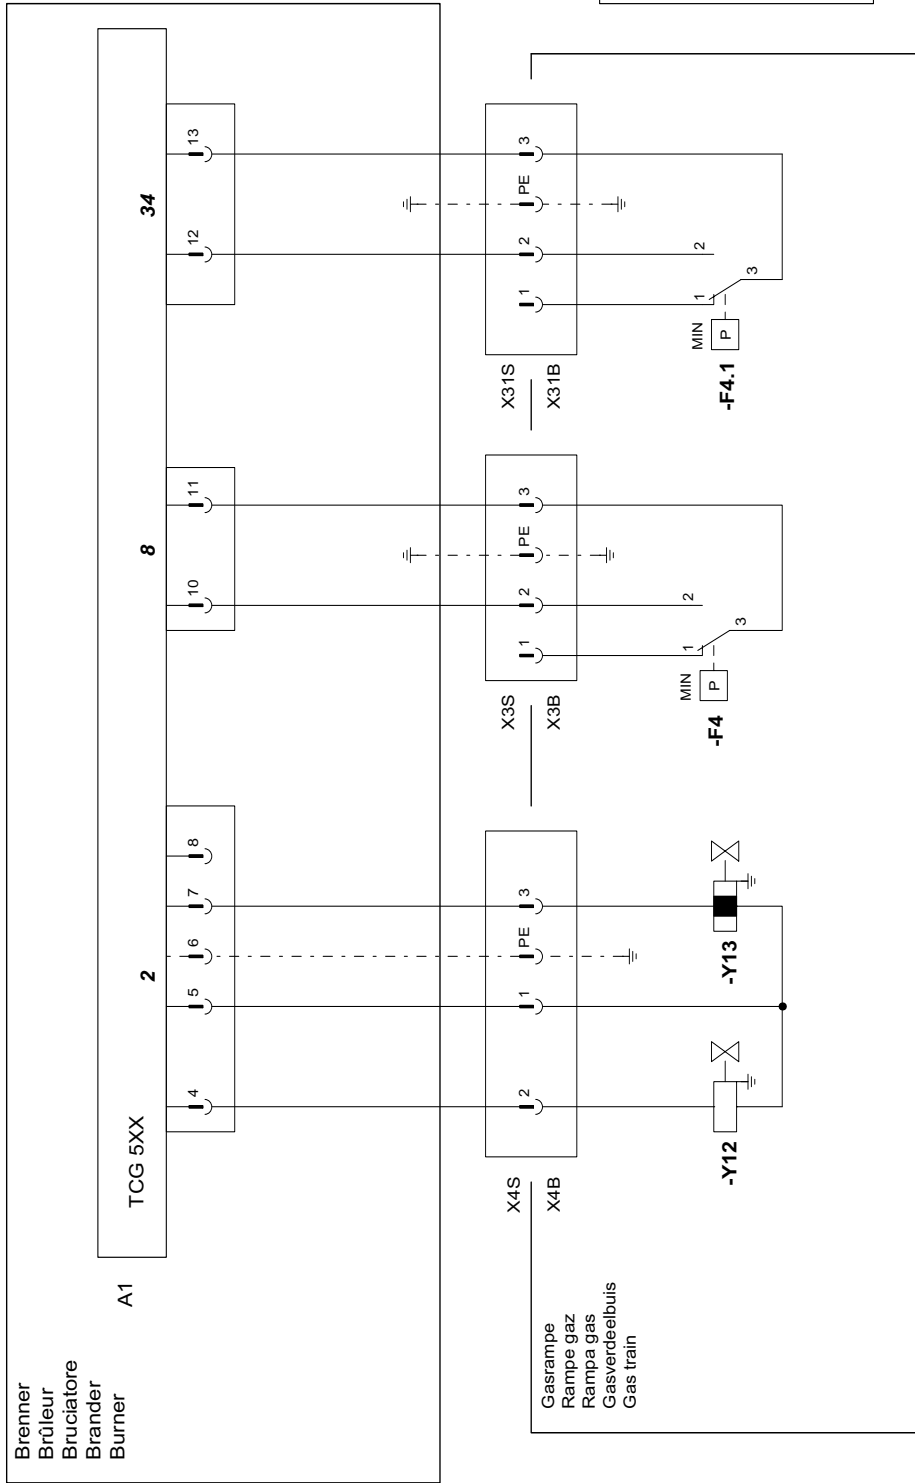 Brenner
Brûleur
Bruciatore
Brander
Burner
A1
TCG 5XX
2
8
34
4
5
6
7
8
10
11
12
13
X4S
X4B
2
1
PE
3
X3S
X3B
1
2
PE
3
X31S
X31B
1
2
PE
3
Gasrampe
Rampe gaz
Rampa gas
Gasverdeelbuis
Gas train
-Y12
-Y13
-F4
MIN
P
1
2
3
-F4.1
MIN
P
1
2
3